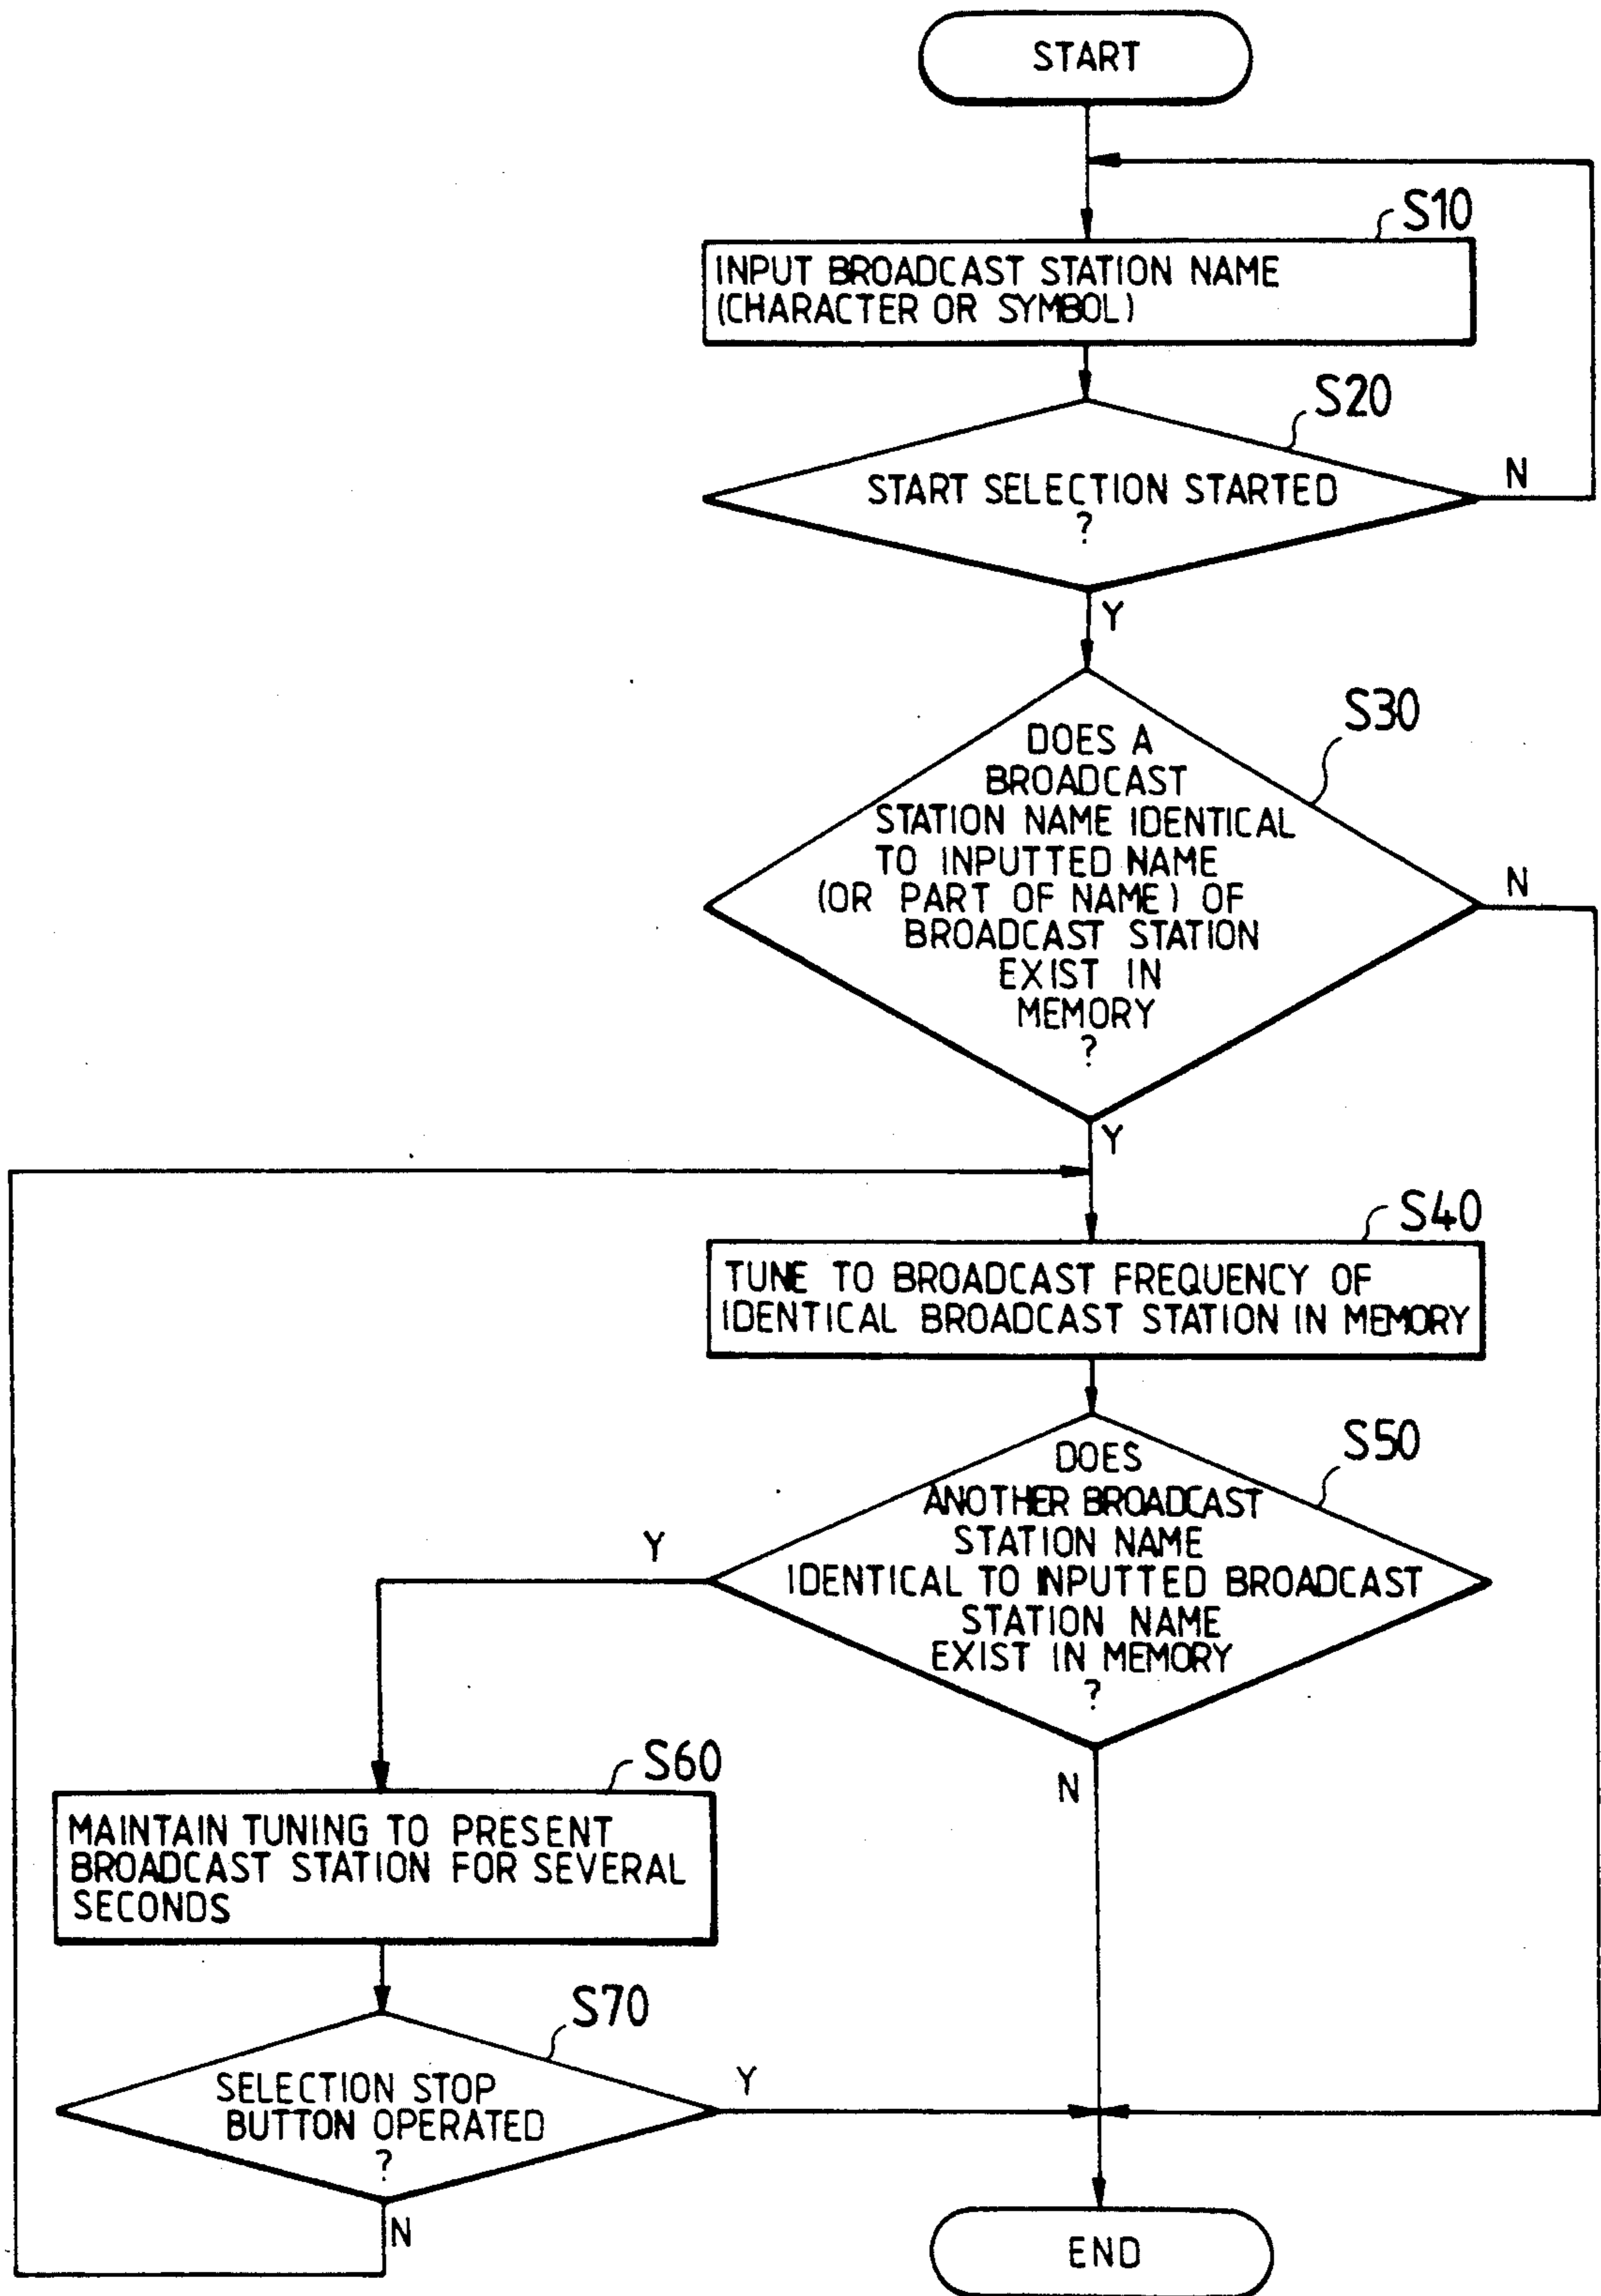 START
S10
INPUT BROADCAST STATION NAME
(CHARACTER OR SYMBOL)
S20
START SELECTION STARTED
?
N
Y
S30
DOES A
BROADCAST
STATION NAME IDENTICAL
TO INPUTTED NAME
(OR PART OF NAME) OF
BROADCAST STATION
EXIST IN
MEMORY
?
N
Y
S40
TUNE TO BROADCAST FREQUENCY OF
IDENTICAL BROADCAST STATION IN MEMORY
S50
DOES
ANOTHER BROADCAST
STATION NAME
IDENTICAL TO INPUTTED BROADCAST
STATION NAME
EXIST IN MEMORY
?
Y
N
S60
MAINTAIN TUNING TO PRESENT
BROADCAST STATION FOR SEVERAL
SECONDS
S70
SELECTION STOP
BUTTON OPERATED
?
Y
N
END